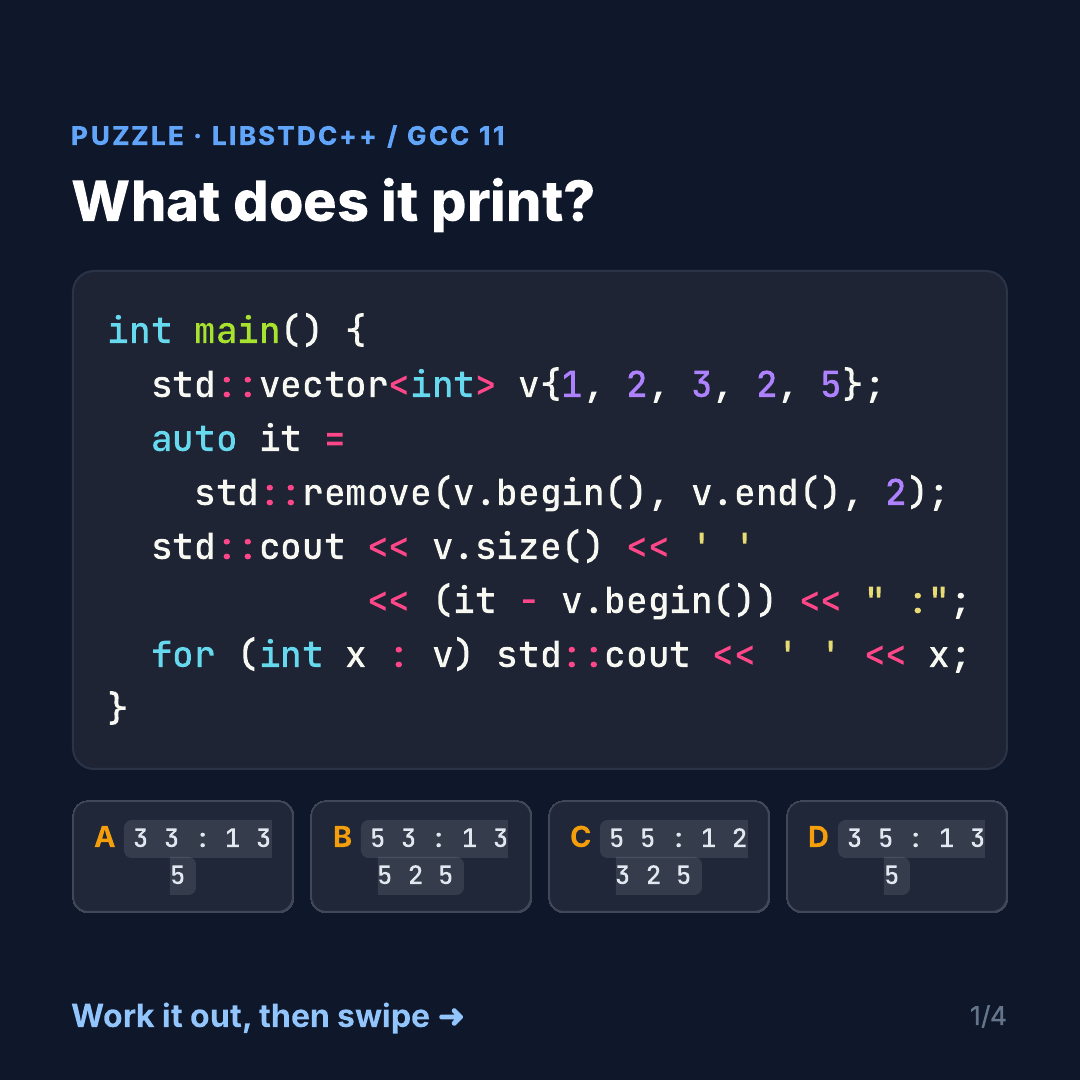 PUZZLE · LIBSTDC++ / GCC 11
What does it print?
int main() {
  std::vector<int> v{1, 2, 3, 2, 5};
  auto it =
    std::remove(v.begin(), v.end(), 2);
  std::cout << v.size() << ' '
            << (it - v.begin()) << " :";
  for (int x : v) std::cout << ' ' << x;
}
A 3 3 : 1 3
5
B 5 3 : 1 3
5 2 5
C 5 5 : 1 2
3 2 5
D 3 5 : 1 3
5
Work it out, then swipe ➜
1/4